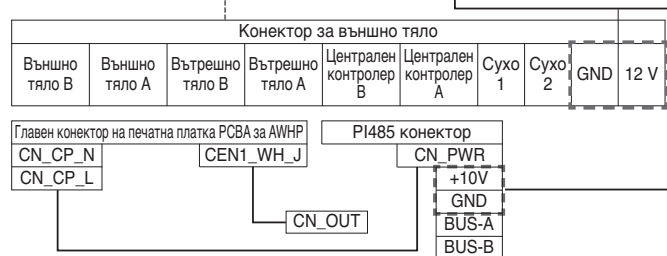 Конектор за външно тяло
Външно тяло B
Външно тяло A
Вътрешно тяло B
Вътрешно тяло A
Централен контролер B
Централен контролер A
Сухо 1
Сухо 2
GND
12 V
Главен конектор на печатна платка PCBA за AWHP
PI485 конектор
CN_CP_N
CEN1_WH_J
CN_PWR
CN_CP_L
+10V
GND
CN_OUT
BUS-A
BUS-B